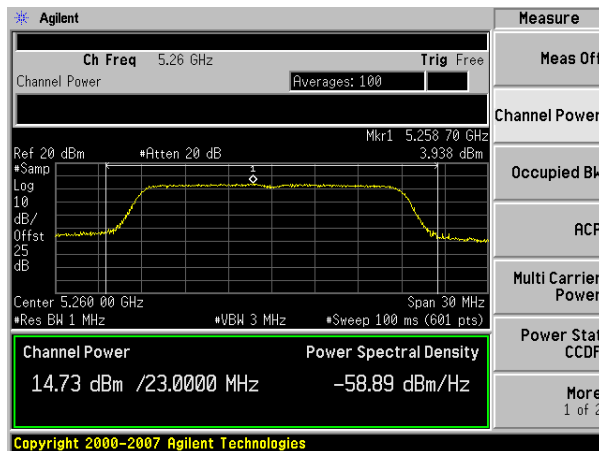 Agilent
Measure
Ch Freq 5.26 GHz Trig Free
Meas Off
Channel Power Averages: 100
Channel Power
Mkr1 5.258 70 GHz
Ref 20 dBm #Atten 20 dB 3.938 dBm
#Samp
Log
10
dB/
Offst
25
dB
1
Occupied BW
ACP
Multi Carrier
Power
Center 5.260 00 GHz Span 30 MHz
#Res BW 1 MHz #VBW 3 MHz #Sweep 100 ms (601 pts)
Power Stat
CCDF
Channel Power Power Spectral Density
14.73 dBm /23.0000 MHz -58.89 dBm/Hz
More
1 of 2
Copyright 2000-2007 Agilent Technologies